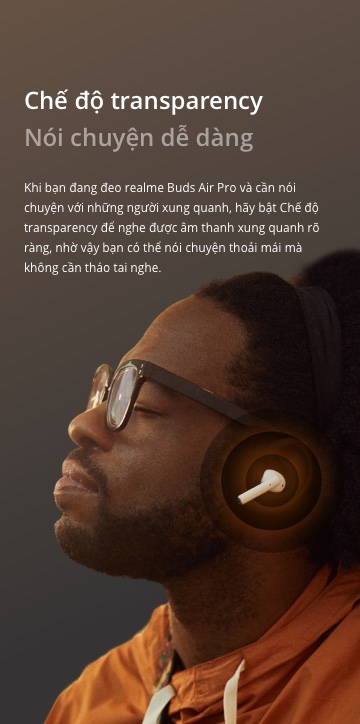 Chế độ transparency
Nói chuyện dễ dàng
Khi bạn đang đeo realme Buds Air Pro và cần nói
chuyện với những người xung quanh, hãy bật Chế độ
transparency để nghe được âm thanh xung quanh rõ
ràng, nhờ vậy bạn có thể nói chuyện thoải mái mà
không cần tháo tai nghe.